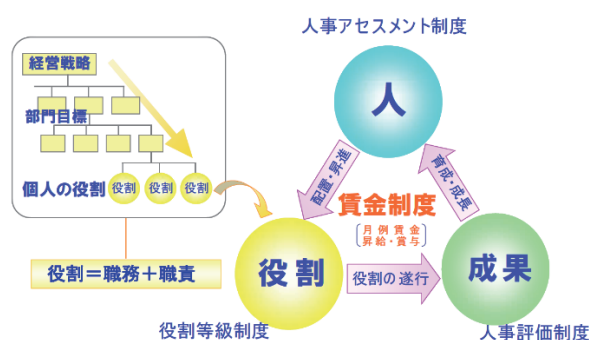 人事アセスメント制度
経営戦略
部門目標
個人の役割
役割
役割
役割
役割＝職務＋職責
人
配置・昇進
育成・成長
賃金制度
月例賃金
昇給・賞与
役割
役割の遂行
成果
役割等級制度
人事評価制度